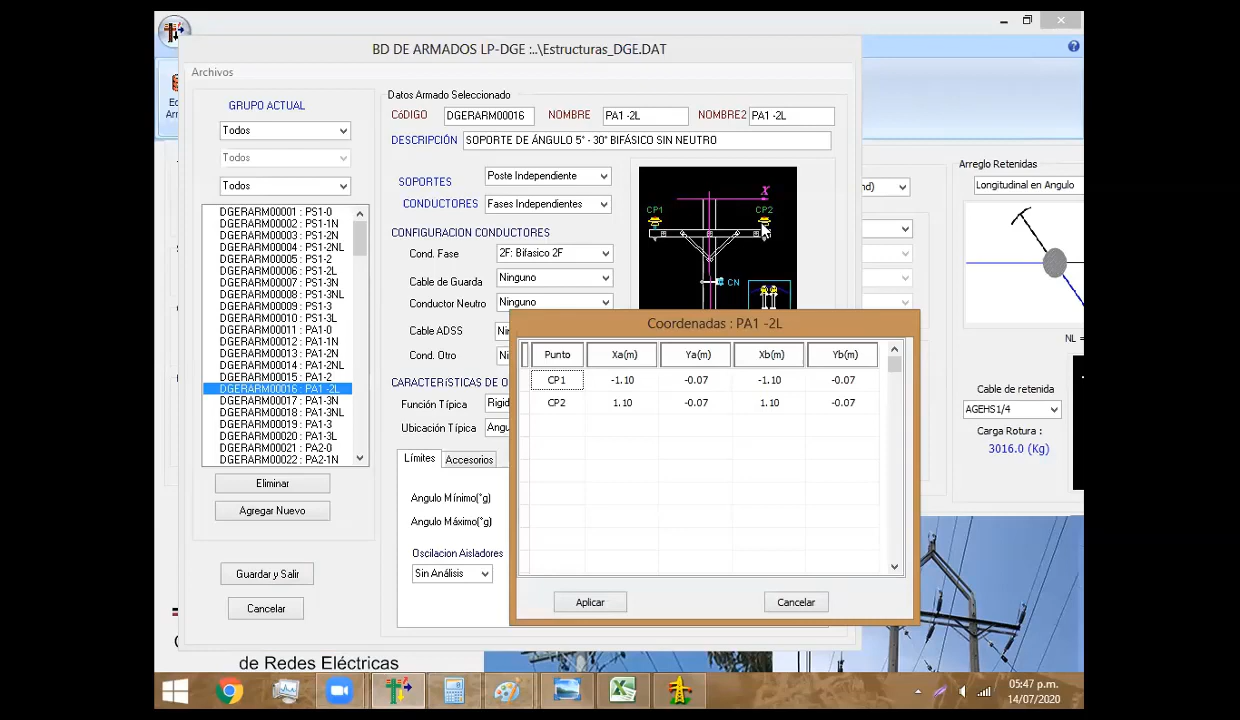 BD DE ARMADOS LP-DGE :..\Estructuras_DGE.DAT
Archivos
GRUPO ACTUAL
Todos
Todos
Todos
DGERARM00001 : PS1-0
DGERARM00002 : PS1-1N
DGERARM00003 : PS1-2N
DGERARM00004 : PS1-2NL
DGERARM00005 : PS1-2
DGERARM00006 : PS1-2L
DGERARM00007 : PS1-3N
DGERARM00008 : PS1-3NL
DGERARM00009 : PS1-3
DGERARM00010 : PS1-3L
DGERARM00011 : PA1-0
DGERARM00012 : PA1-1N
DGERARM00013 : PA1-2N
DGERARM00014 : PA1-2NL
DGERARM00015 : PA1-2
DGERARM00016 : PA1 -2L
DGERARM00017 : PA1-3N
DGERARM00018 : PA1-3NL
DGERARM00019 : PA1-3
DGERARM00020 : PA1-3L
DGERARM00021 : PA2-0
DGERARM00022 : PA2-1N
Eliminar
Agregar Nuevo
Guardar y Salir
Cancelar
Datos Armado Seleccionado
CóDIGO DGERARM00016 NOMBRE PA1 -2L NOMBRE2 PA1 -2L
DESCRIPCIÓN SOPORTE DE ÁNGULO 5° - 30° BIFÁSICO SIN NEUTRO
SOPORTES Poste Independiente
CONDUCTORES Fases Independientes
CONFIGURACION CONDUCTORES
Cond. Fase 2F: Bifasico 2F
Cable de Guarda Ninguno
Conductor Neutro Ninguno
Cable ADSS Nin
Cond. Otro Ni
CARACTERíSTICAS DE O
Función Típica Rigid
Ubicación Típica Angu
Límites Accesorios
Angulo Mínimo(°g)
Angulo Máximo(°g)
Oscilacion Aisladores
Sin Análisis
X
CP1 CP2
CN
Coordenadas : PA1 -2L
Punto Xa(m) Ya(m) Xb(m) Yb(m)
CP1 -1.10 -0.07 -1.10 -0.07
CP2 1.10 -0.07 1.10 -0.07
Aplicar Cancelar
Arreglo Retenidas
nd) Longitudinal en Angulo
NL =
Cable de retenida
AGEHS1/4
Carga Rotura :
3016.0 (Kg)
Ed
Arr
de Redes Eléctricas
05:47 p.m.
14/07/2020